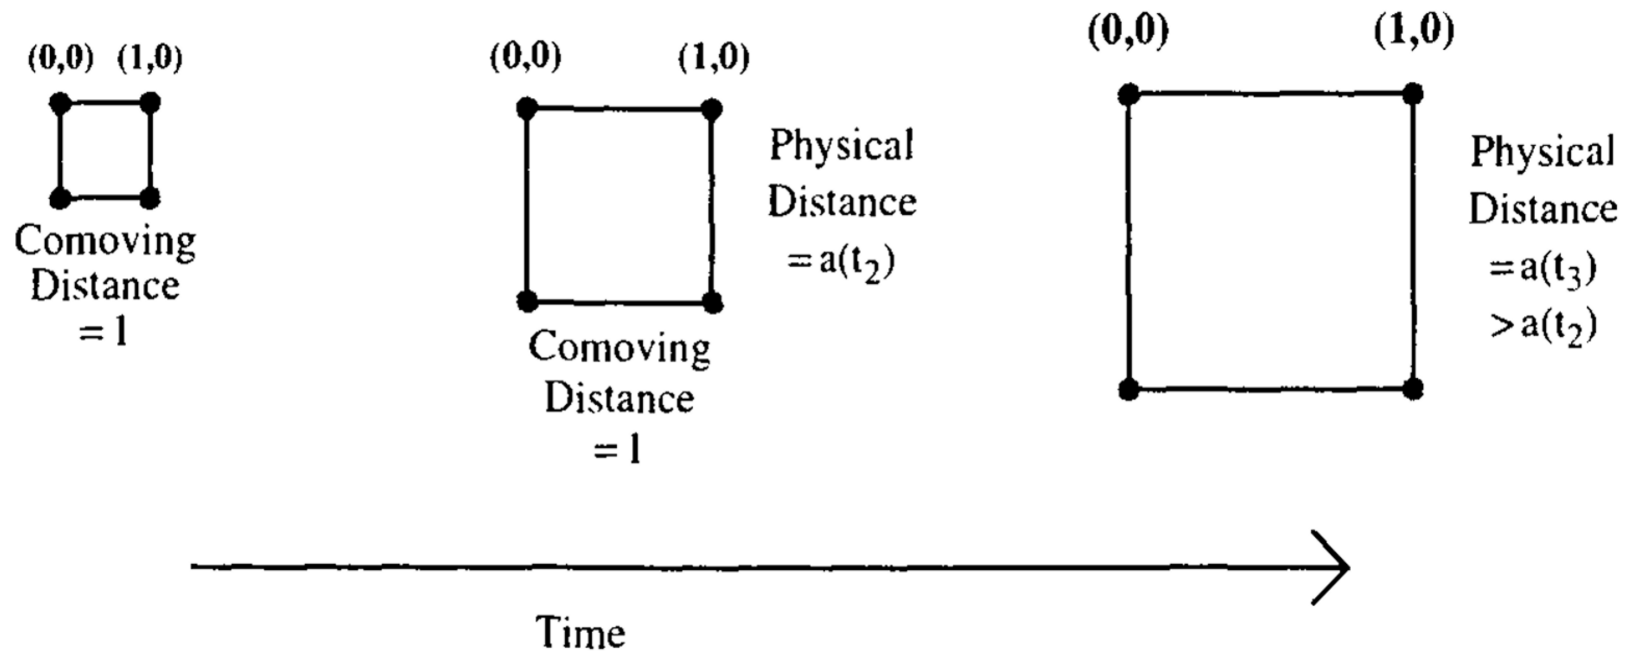 (0,0) (1,0)
Comoving
Distance
= 1
(0,0) (1,0)
Physical
Distance
= a(t₂)
Comoving
Distance
= 1
(0,0) (1,0)
Physical
Distance
= a(t₃)
> a(t₂)
Time